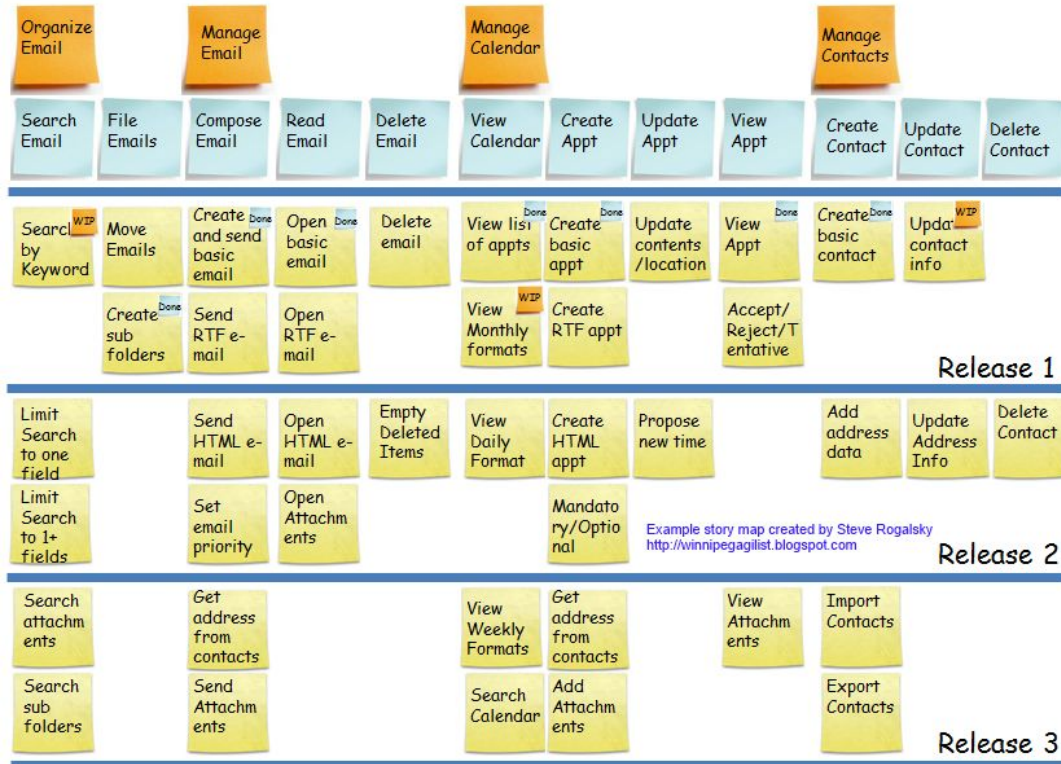 Organize
Email
Manage
Email
Manage
Calendar
Manage
Contacts
Search
Email
File
Emails
Compose
Email
Read
Email
Delete
Email
View
Calendar
Create
Appt
Update
Appt
View
Appt
Create
Contact
Update
Contact
Delete
Contact
Search
by
Keyword
WIP
Move
Emails
Create
and send
basic
email
Done
Open
basic
email
Done
Delete
email
View list
of appts
Done
Create
basic
appt
Done
Update
contents
/location
View
Appt
Done
Create
basic
contact
Done
Update
contact
info
WIP
Create
sub
folders
Done
Send
RTF e-
mail
Open
RTF e-
mail
View
Monthly
formats
WIP
Create
RTF appt
Accept/
Reject/T
entative
Release 1
Limit
Search
to one
field
Send
HTML e-
mail
Open
HTML e-
mail
Empty
Deleted
Items
View
Daily
Format
Create
HTML
appt
Propose
new time
Add
address
data
Update
Address
Info
Delete
Contact
Limit
Search
to 1+
fields
Set
email
priority
Open
Attachm
ents
Mandato
ry/Optio
nal
Example story map created by Steve Rogalsky
http://winnipegagilist.blogspot.com
Release 2
Search
attachm
ents
Get
address
from
contacts
View
Weekly
Formats
Get
address
from
contacts
View
Attachm
ents
Import
Contacts
Search
sub
folders
Send
Attachm
ents
Search
Calendar
Add
Attachm
ents
Export
Contacts
Release 3